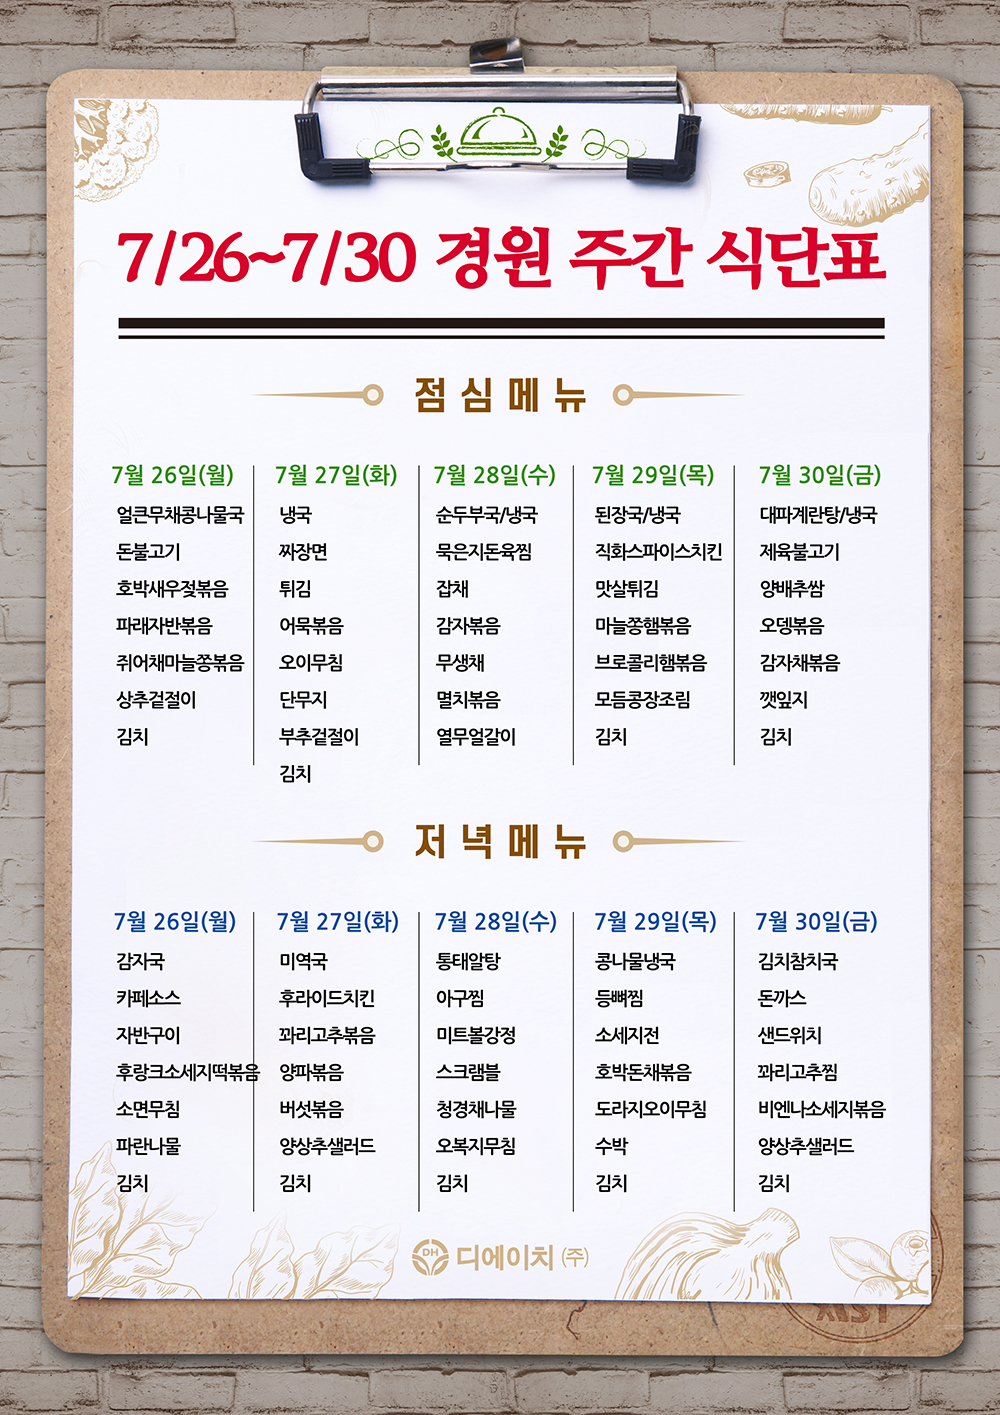 7/26~7/30 경원 주간 식단표
점심메뉴
7월 26일(월)
얼큰무채콩나물국
돈불고기
호박새우젖볶음
파래자반볶음
쥐어채마늘쫑볶음
상추겉절이
김치
7월 27일(화)
냉국
짜장면
튀김
어묵볶음
오이무침
단무지
부추겉절이
김치
7월 28일(수)
순두부국/냉국
묵은지돈육찜
잡채
감자볶음
무생채
멸치볶음
열무얼갈이
7월 29일(목)
된장국/냉국
직화스파이스치킨
맛살튀김
마늘쫑햄볶음
브로콜리햄볶음
모듬콩장조림
김치
7월 30일(금)
대파계란탕/냉국
제육불고기
양배추쌈
오뎅볶음
감자채볶음
깻잎지
김치
저녁메뉴
7월 26일(월)
감자국
카페소스
자반구이
후랑크소세지떡볶음
소면무침
파란나물
김치
7월 27일(화)
미역국
후라이드치킨
꽈리고추볶음
양파볶음
버섯볶음
양상추샐러드
김치
7월 28일(수)
통태알탕
아구찜
미트볼강정
스크램블
청경채나물
오복지무침
김치
7월 29일(목)
콩나물냉국
등뼈찜
소세지전
호박돈채볶음
도라지오이무침
수박
김치
7월 30일(금)
김치참치국
돈까스
샌드위치
꽈리고추찜
비엔나소세지볶음
양상추샐러드
김치
DH 디에이치 (주)